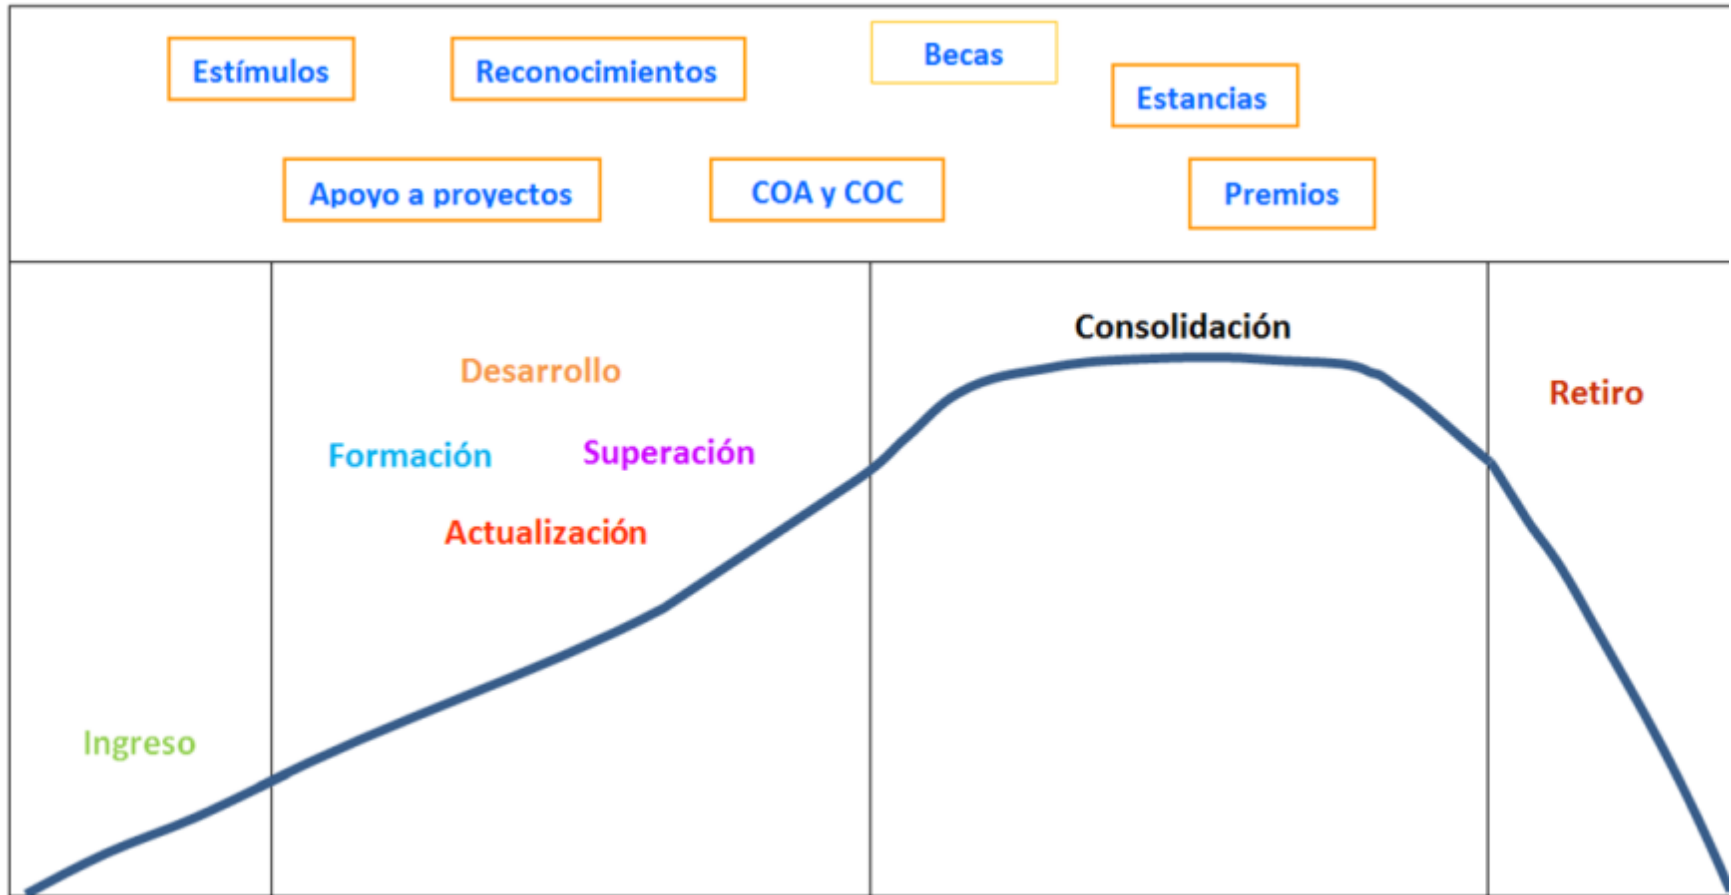 Estímulos
Reconocimientos
Becas
Estancias
Apoyo a proyectos
COA y COC
Premios
Consolidación
Desarrollo
Retiro
Formación
Superación
Actualización
Ingreso